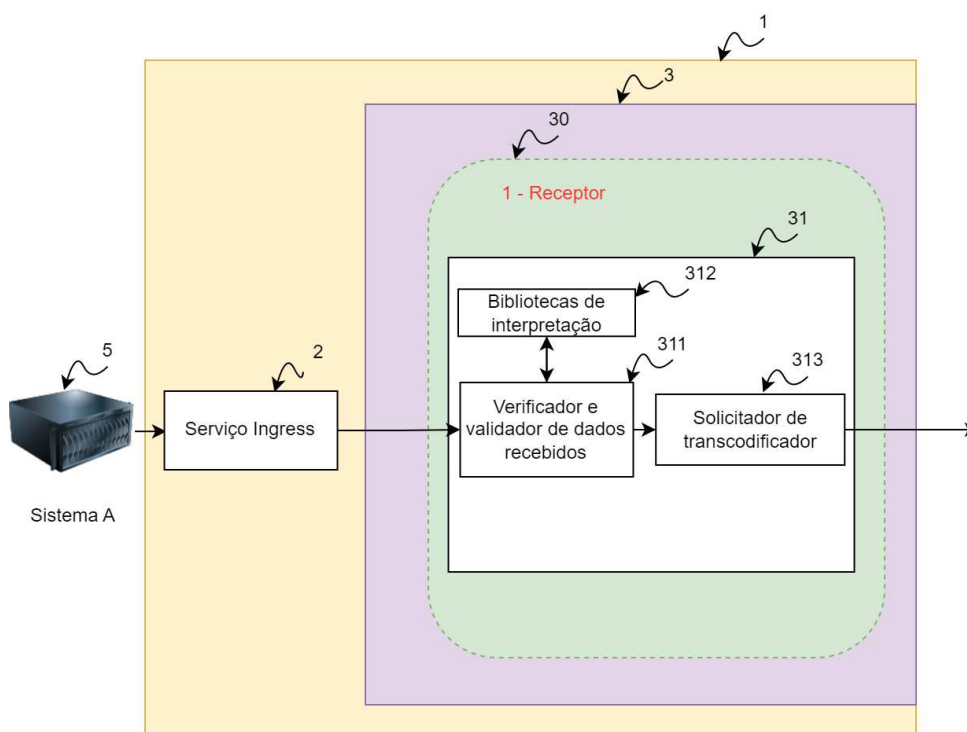 1
3
30
1 - Receptor
31
312
Bibliotecas de
interpretação
5
2
311
313
Serviço Ingress
Verificador e
validador de dados
recebidos
Solicitador de
transcodificador
Sistema A